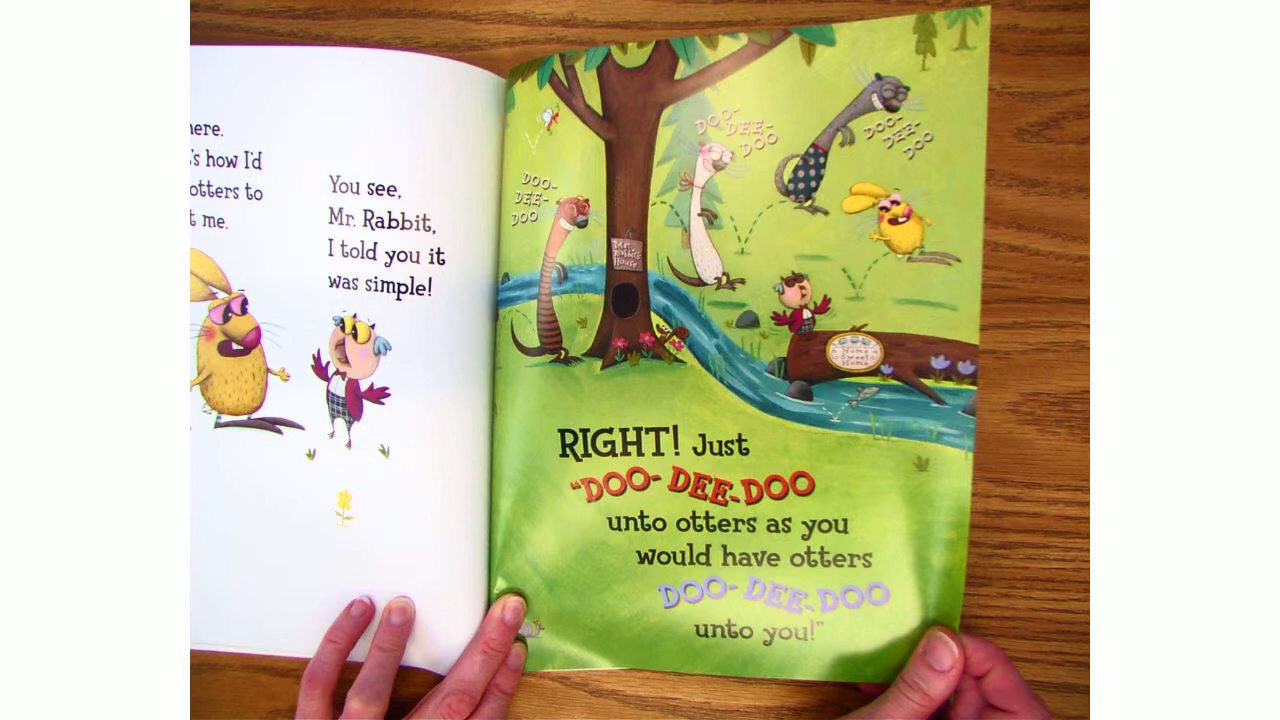 here.
's how I'd
otters to
t me.
You see,
Mr. Rabbit,
I told you it
was simple!
DOO-
DEE-
DOO
DOO-
DEE-
DOO
DOO-
DEE-
DOO
Mr.
Rabbit's
House
Home
Sweet
Home
RIGHT! Just
"DOO-DEE-DOO
unto otters as you
would have otters
DOO-DEE-DOO
unto you!"